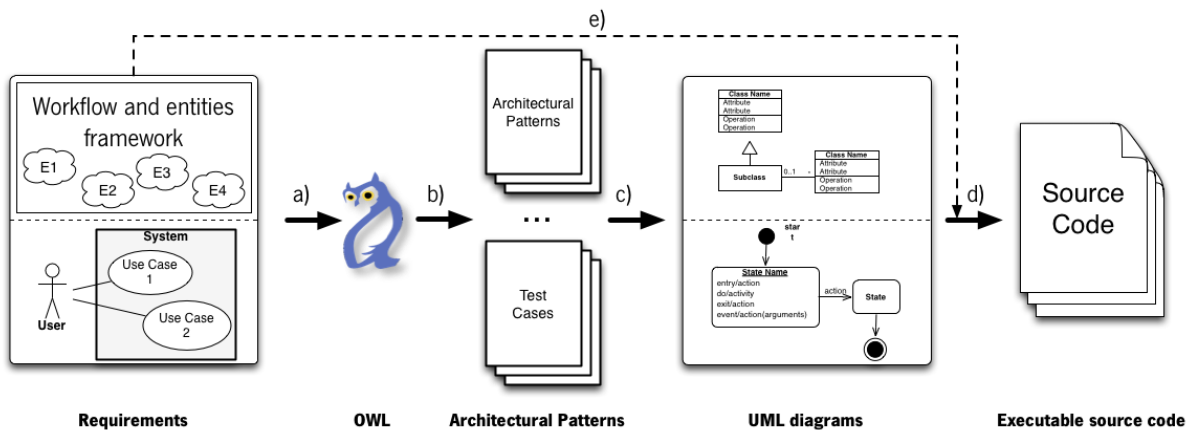 e)
Workflow and entities
framework
E1
E2
E3
E4
System
Use Case
1
Use Case
2
User
a)
b)
Architectural
Patterns
...
Test
Cases
c)
Class Name
Attribute
Attribute
Operation
Operation
Subclass
0..1
*
Class Name
Attribute
Attribute
Operation
Operation
star
t
State Name
entry/action
do/activity
exit/action
event/action(arguments)
action
State
d)
Source
Code
Requirements
OWL
Architectural Patterns
UML diagrams
Executable source code